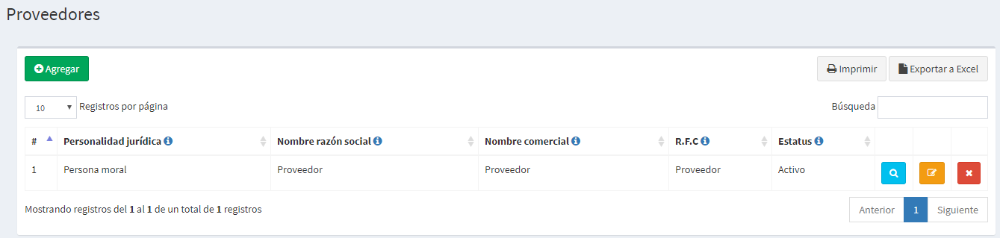 Proveedores
Agregar
Imprimir
Exportar a Excel
10 Registros por página
Búsqueda
# Personalidad jurídica Nombre razón social Nombre comercial R.F.C Estatus
1 Persona moral Proveedor Proveedor Proveedor Activo
Mostrando registros del 1 al 1 de un total de 1 registros
Anterior 1 Siguiente